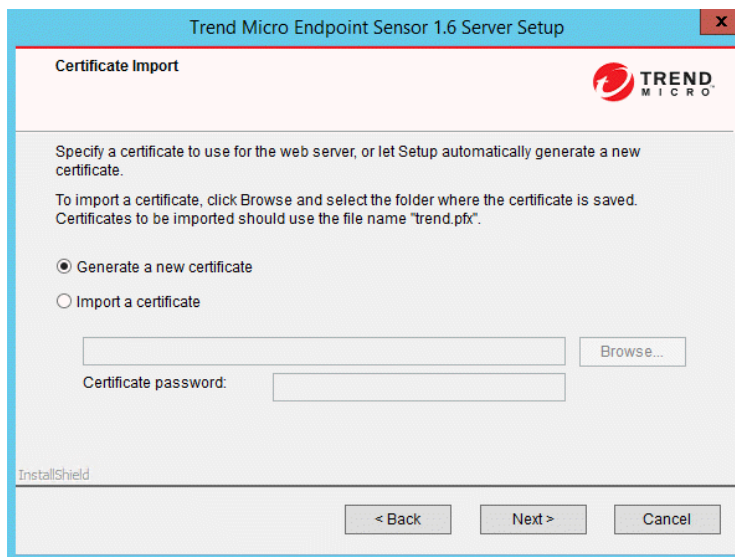 Trend Micro Endpoint Sensor 1.6 Server Setup
x
Certificate Import
TREND
MICRO
Specify a certificate to use for the web server, or let Setup automatically generate a new
certificate.
To import a certificate, click Browse and select the folder where the certificate is saved.
Certificates to be imported should use the file name "trend.pfx".
Generate a new certificate
Import a certificate
Browse...
Certificate password:
InstallShield
< Back
Next >
Cancel